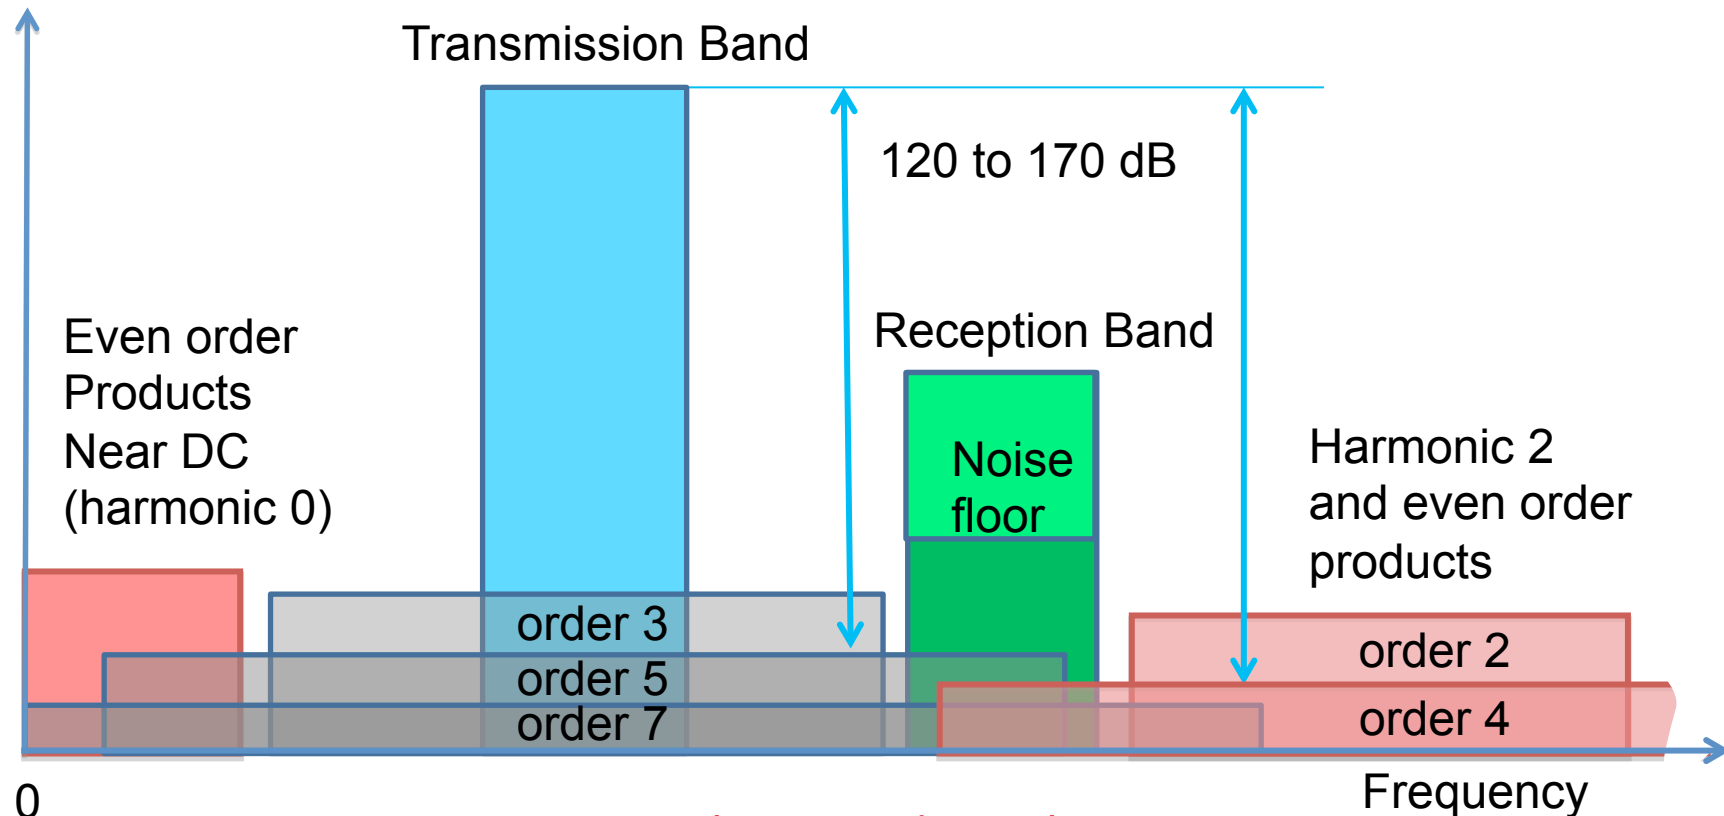 Transmission Band
120 to 170 dB
Even order
Products
Near DC
(harmonic 0)
Reception Band
Noise
floor
Harmonic 2
and even order
products
order 3
order 5
order 7
order 2
order 4
0
Frequency